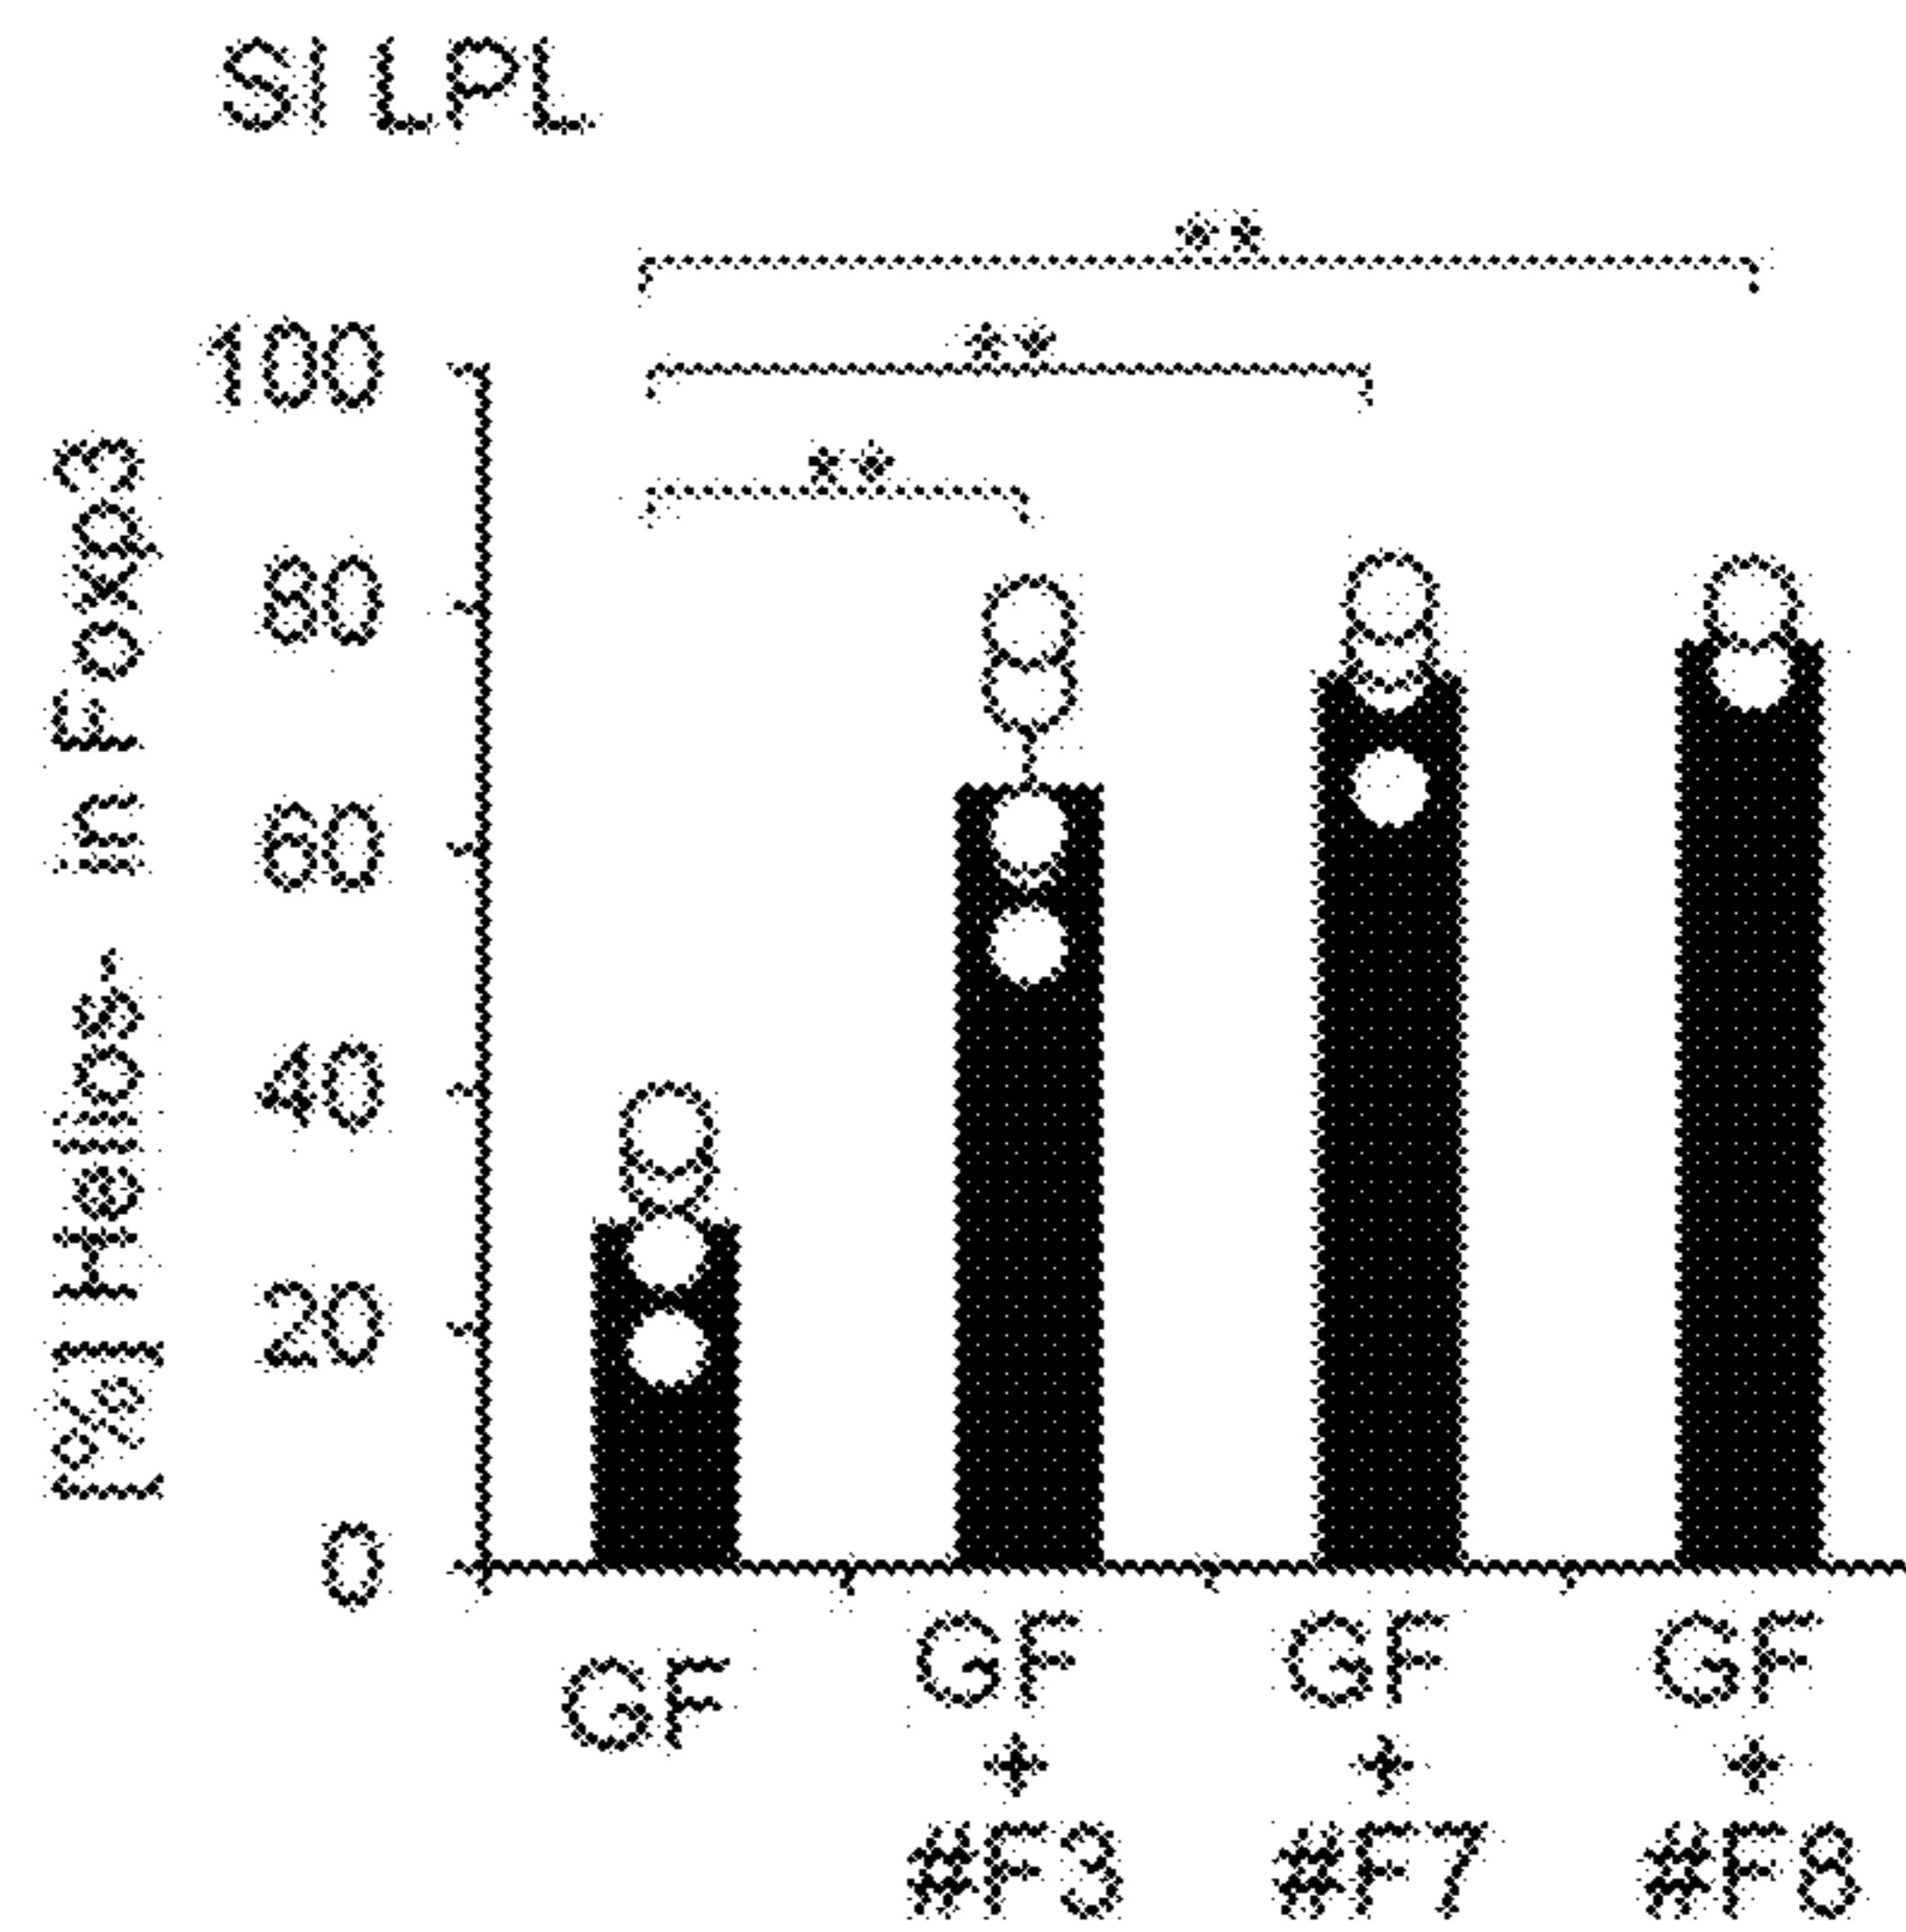 SI LPL
**
**
**
[%] Helios- in Foxp3
100
80
60
40
20
0
GF
GF + #F3
GF + #F7
GF + #F8